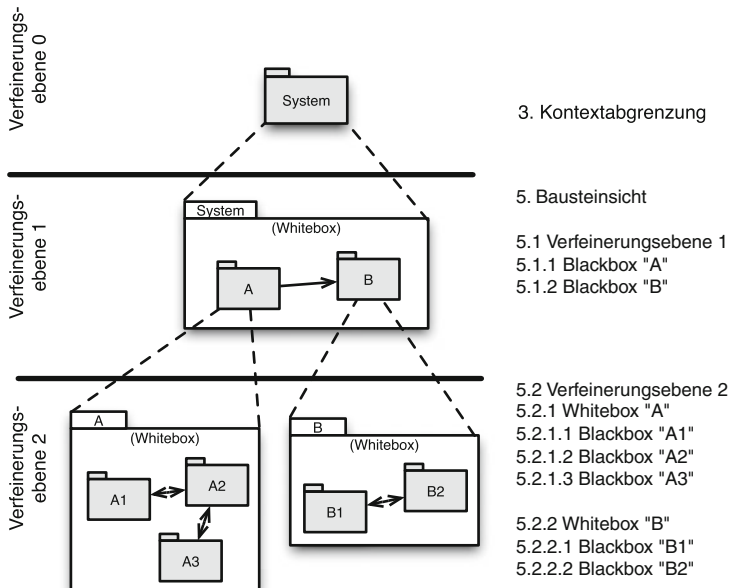 Verfeinerungs-
ebene 0
System
3. Kontextabgrenzung
Verfeinerungs-
ebene 1
System
(Whitebox)
A
B
5. Bausteinsicht
5.1 Verfeinerungsebene 1
5.1.1 Blackbox "A"
5.1.2 Blackbox "B"
Verfeinerungs-
ebene 2
A
(Whitebox)
A1
A2
A3
B
(Whitebox)
B1
B2
5.2 Verfeinerungsebene 2
5.2.1 Whitebox "A"
5.2.1.1 Blackbox "A1"
5.2.1.2 Blackbox "A2"
5.2.1.3 Blackbox "A3"
5.2.2 Whitebox "B"
5.2.2.1 Blackbox "B1"
5.2.2.2 Blackbox "B2"